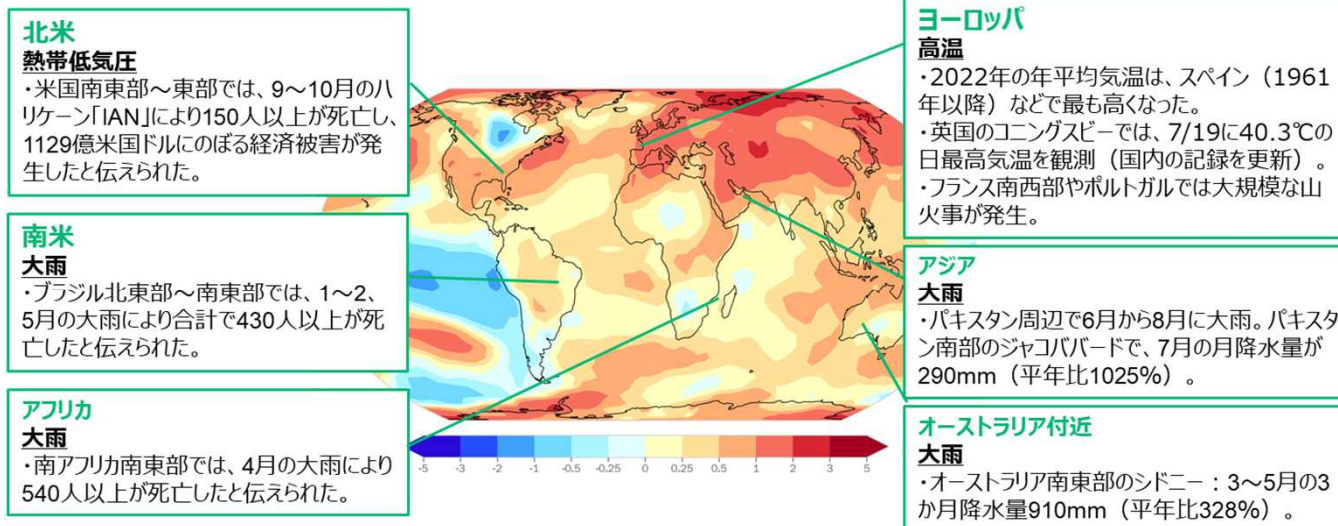 北米
熱帯低気圧
・米国南東部～東部では、9～10月のハ
リケーン「IAN」により150人以上が死亡し、
1129億米国ドルにのぼる経済被害が発
生したと伝えられた。
南米
大雨
・ブラジル北東部～南東部では、1～2、
5月の大雨により合計で430人以上が死
亡したと伝えられた。
アフリカ
大雨
・南アフリカ南東部では、4月の大雨により
540人以上が死亡したと伝えられた。
ヨーロッパ
高温
・2022年の年平均気温は、スペイン（1961
年以降）などで最も高くなった。
・英国のコニングスビーでは、7/19に40.3℃の
日最高気温を観測（国内の記録を更新）。
・フランス南西部やポルトガルでは大規模な山
火事が発生。
アジア
大雨
・パキスタン周辺で6月から8月に大雨。パキスタ
ン南部のジャコババードで、7月の月降水量が
290mm（平年比1025%）。
オーストラリア付近
大雨
・オーストラリア南東部のシドニー：3～5月の3
か月降水量910mm（平年比328%）。
-5 -3 -2 -1 -0.5 -0.25 0 0.25 0.5 1 2 3 5